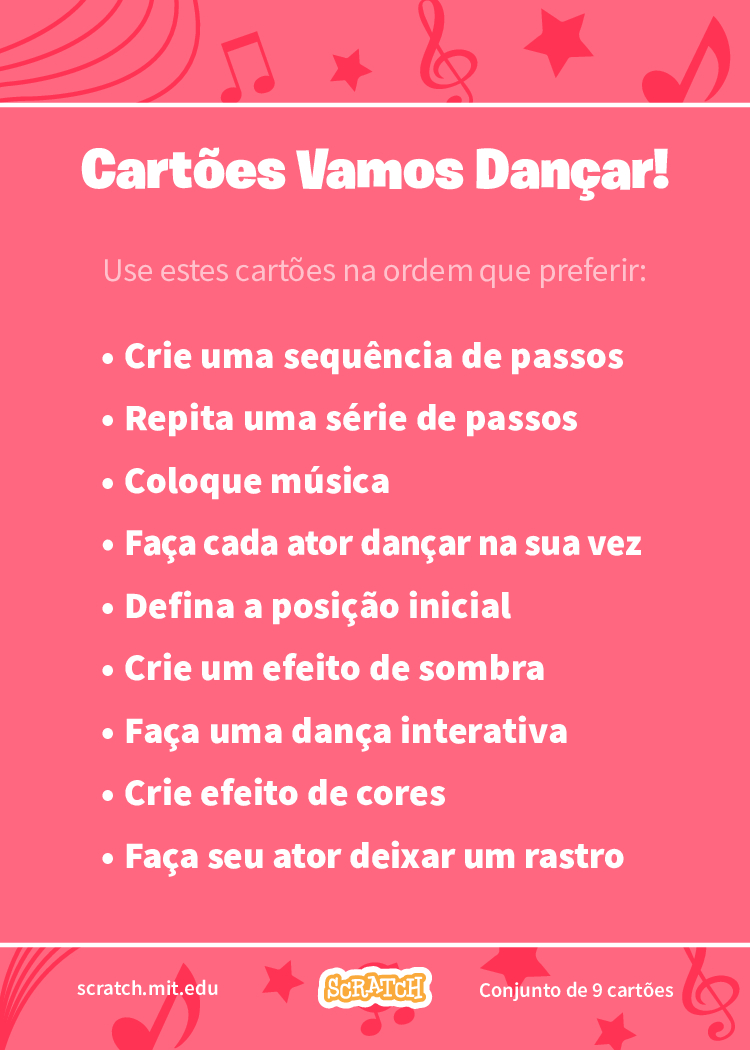 Cartões Vamos Dançar!
Use estes cartões na ordem que preferir:
• Crie uma sequência de passos
• Repita uma série de passos
• Coloque música
• Faça cada ator dançar na sua vez
• Defina a posição inicial
• Crie um efeito de sombra
• Faça uma dança interativa
• Crie efeito de cores
• Faça seu ator deixar um rastro
scratch.mit.edu
SCRATCH
Conjunto de 9 cartões